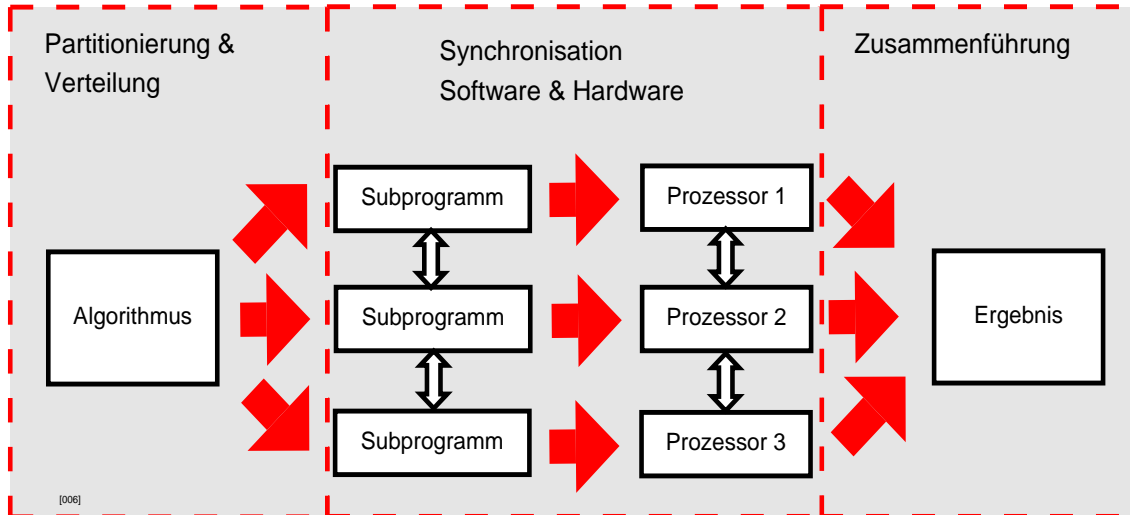 Partitionierung &
Verteilung
Synchronisation
Software & Hardware
Zusammenführung
Algorithmus
Subprogramm
Subprogramm
Subprogramm
Prozessor 1
Prozessor 2
Prozessor 3
Ergebnis
[006]